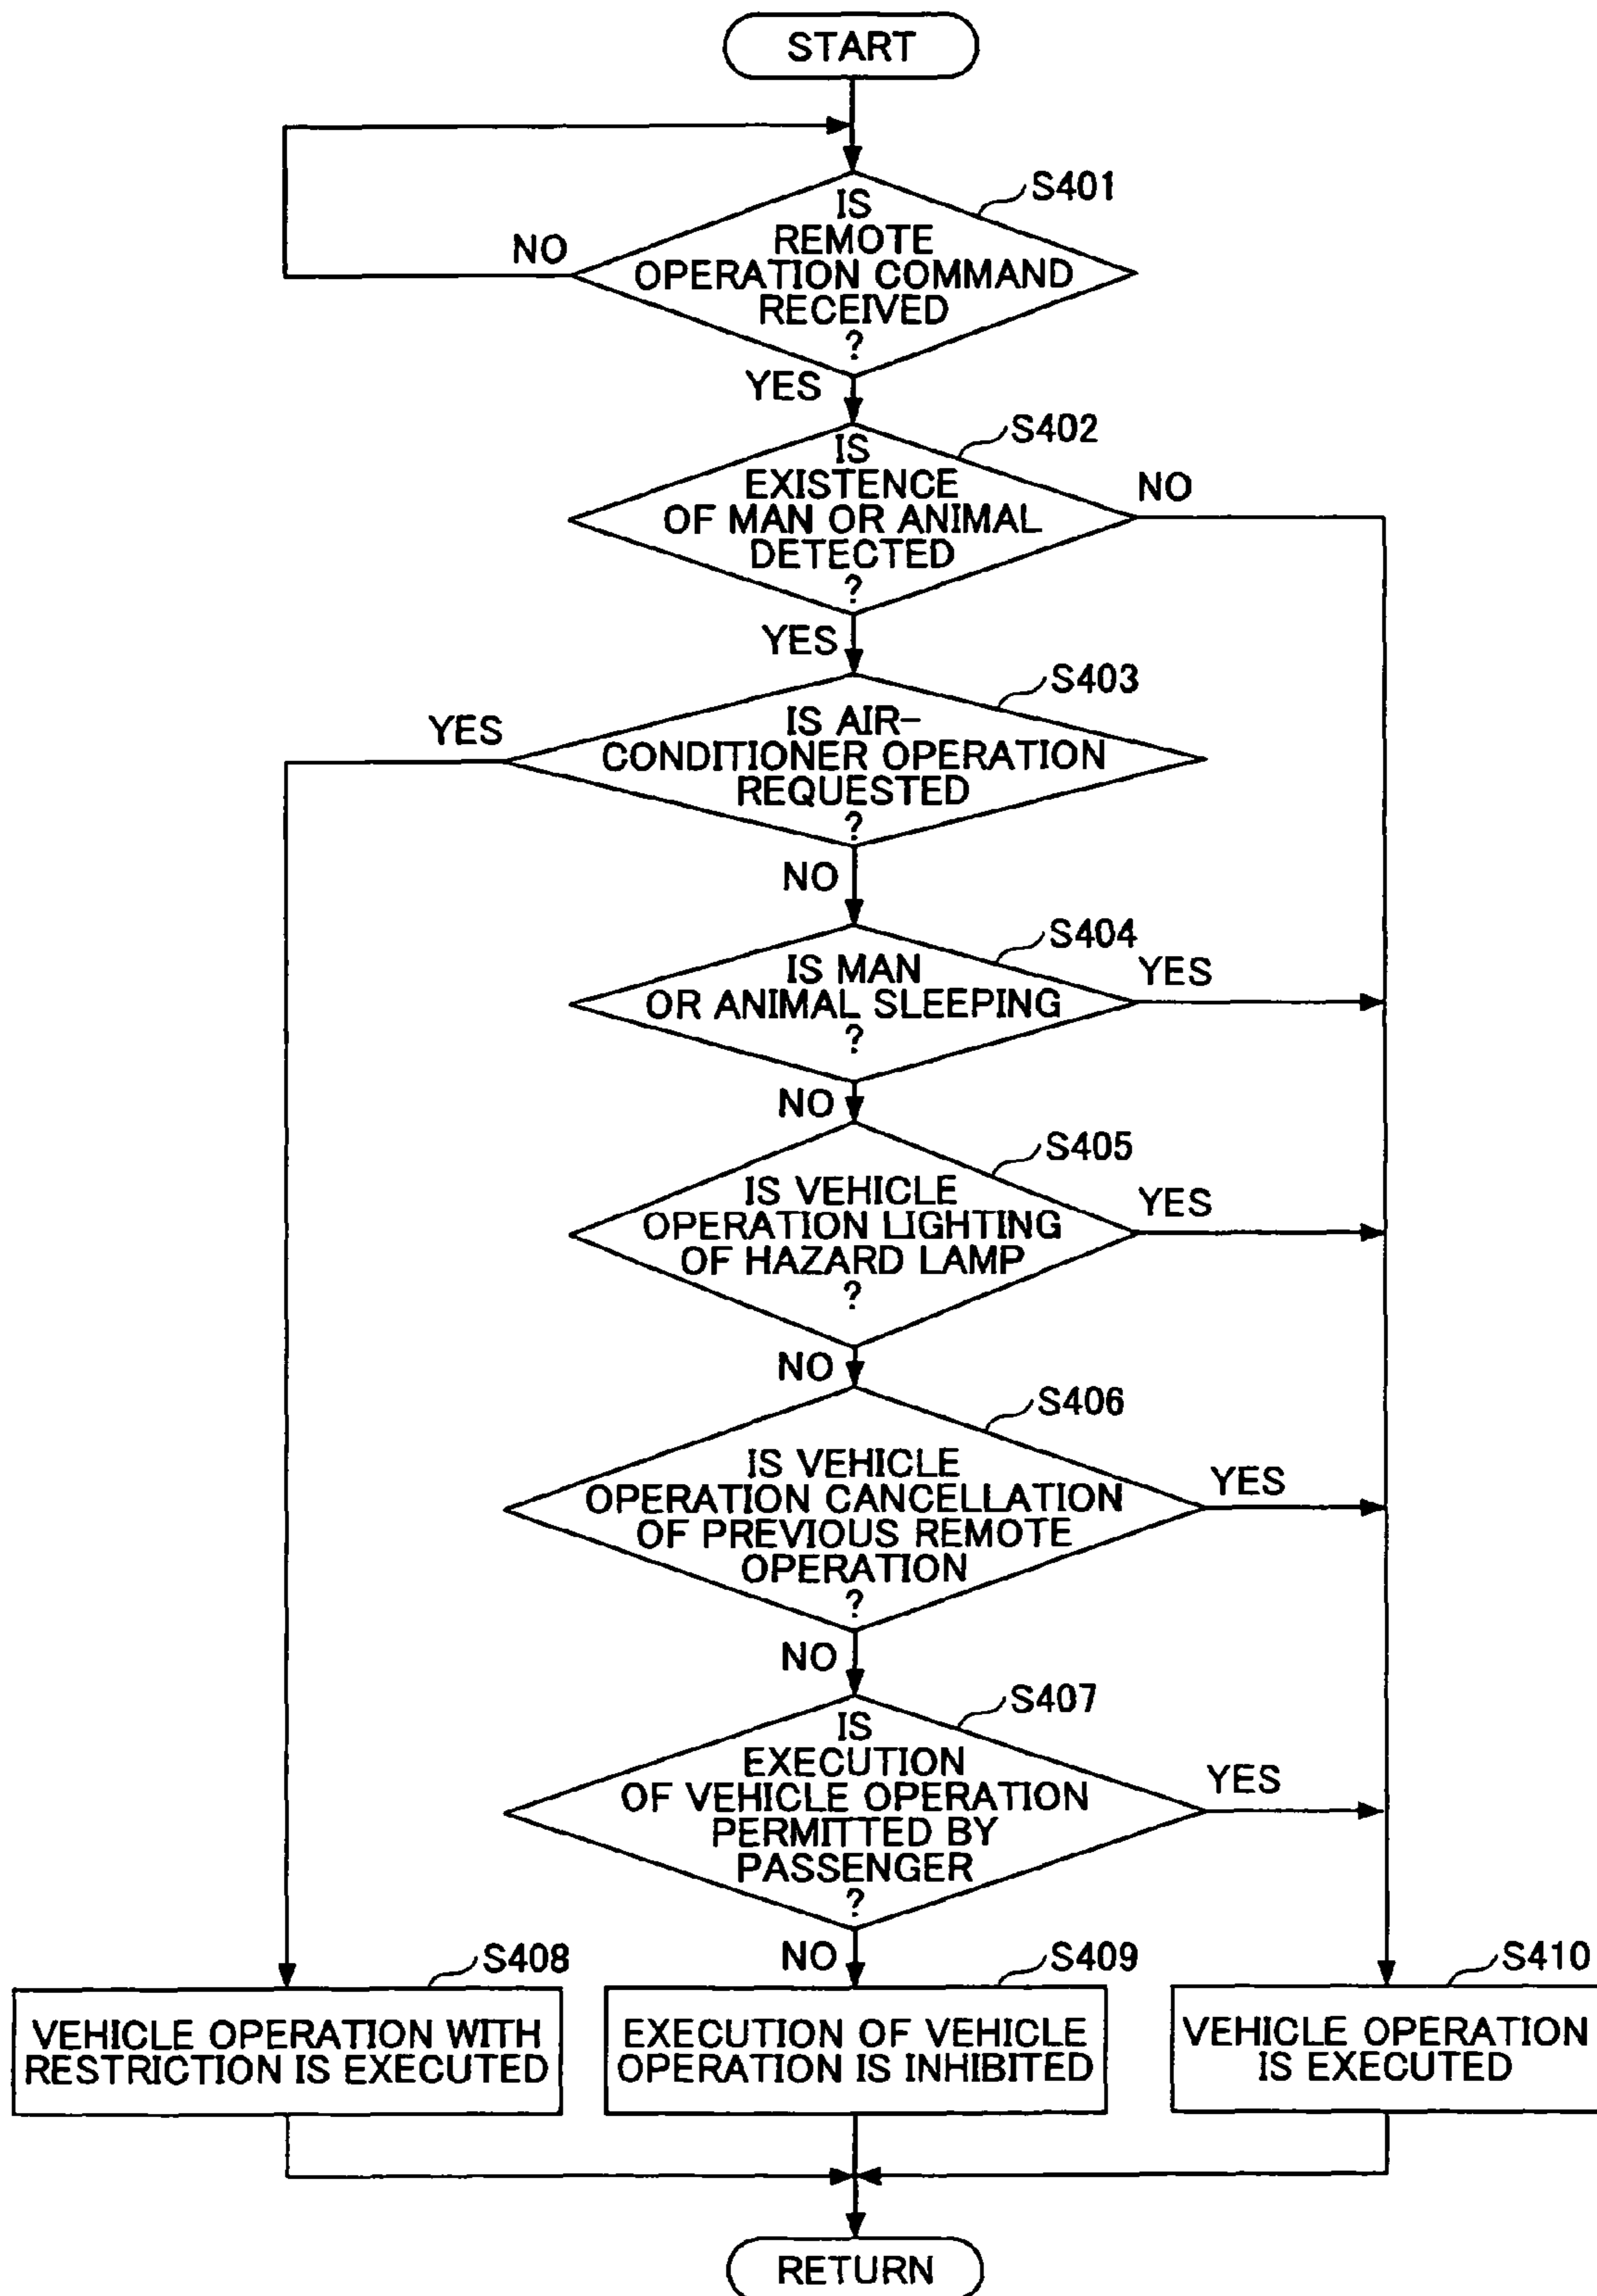 START
S401
IS
REMOTE
OPERATION COMMAND
RECEIVED
?
NO
YES
S402
IS
EXISTENCE
OF MAN OR ANIMAL
DETECTED
?
NO
YES
S403
IS AIR-
CONDITIONER OPERATION
REQUESTED
?
YES
NO
S404
IS MAN
OR ANIMAL SLEEPING
?
YES
NO
S405
IS VEHICLE
OPERATION LIGHTING
OF HAZARD LAMP
?
YES
NO
S406
IS VEHICLE
OPERATION CANCELLATION
OF PREVIOUS REMOTE
OPERATION
?
YES
NO
S407
IS
EXECUTION
OF VEHICLE OPERATION
PERMITTED BY
PASSENGER
?
YES
NO
S408
VEHICLE OPERATION WITH
RESTRICTION IS EXECUTED
S409
EXECUTION OF VEHICLE
OPERATION IS INHIBITED
S410
VEHICLE OPERATION
IS EXECUTED
RETURN